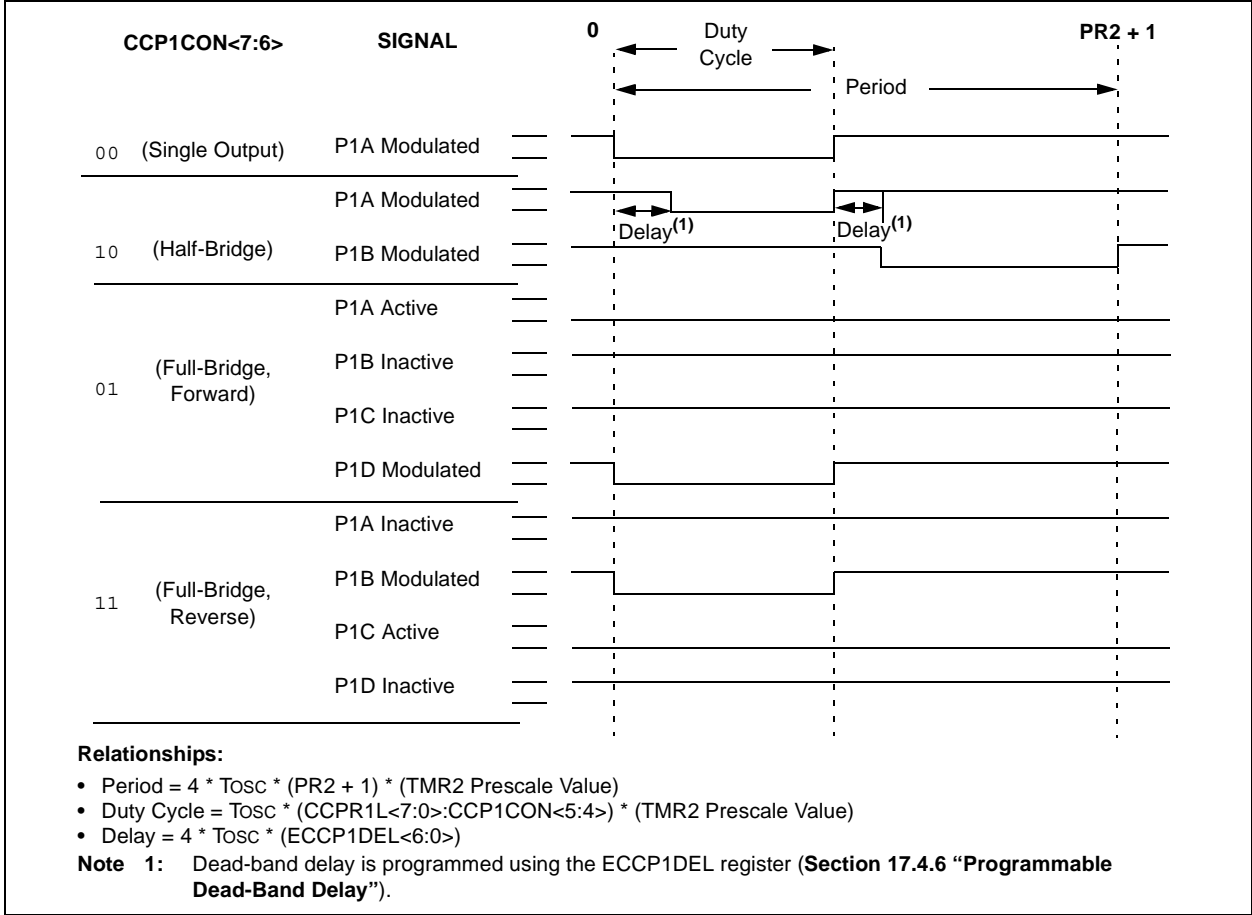 CCP1CON<7:6> SIGNAL 0 Duty Cycle PR2 + 1
Period
00 (Single Output) P1A Modulated
P1A Modulated
Delay(1) Delay(1)
10 (Half-Bridge) P1B Modulated
P1A Active
P1B Inactive
01 (Full-Bridge, Forward)
P1C Inactive
P1D Modulated
P1A Inactive
P1B Modulated
11 (Full-Bridge, Reverse)
P1C Active
P1D Inactive
Relationships:
• Period = 4 * TOSC * (PR2 + 1) * (TMR2 Prescale Value)
• Duty Cycle = TOSC * (CCPR1L<7:0>:CCP1CON<5:4>) * (TMR2 Prescale Value)
• Delay = 4 * TOSC * (ECCP1DEL<6:0>)
Note 1: Dead-band delay is programmed using the ECCP1DEL register (Section 17.4.6 “Programmable
Dead-Band Delay”).